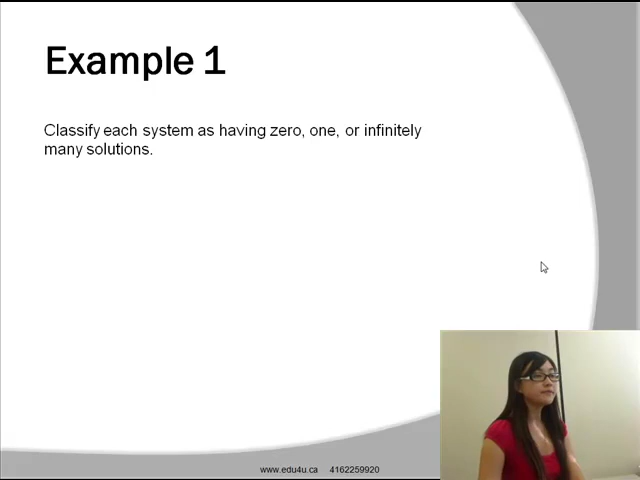 Example 1
Classify each system as having zero, one, or infinitely
many solutions.
www.edu4u.ca 4162259920